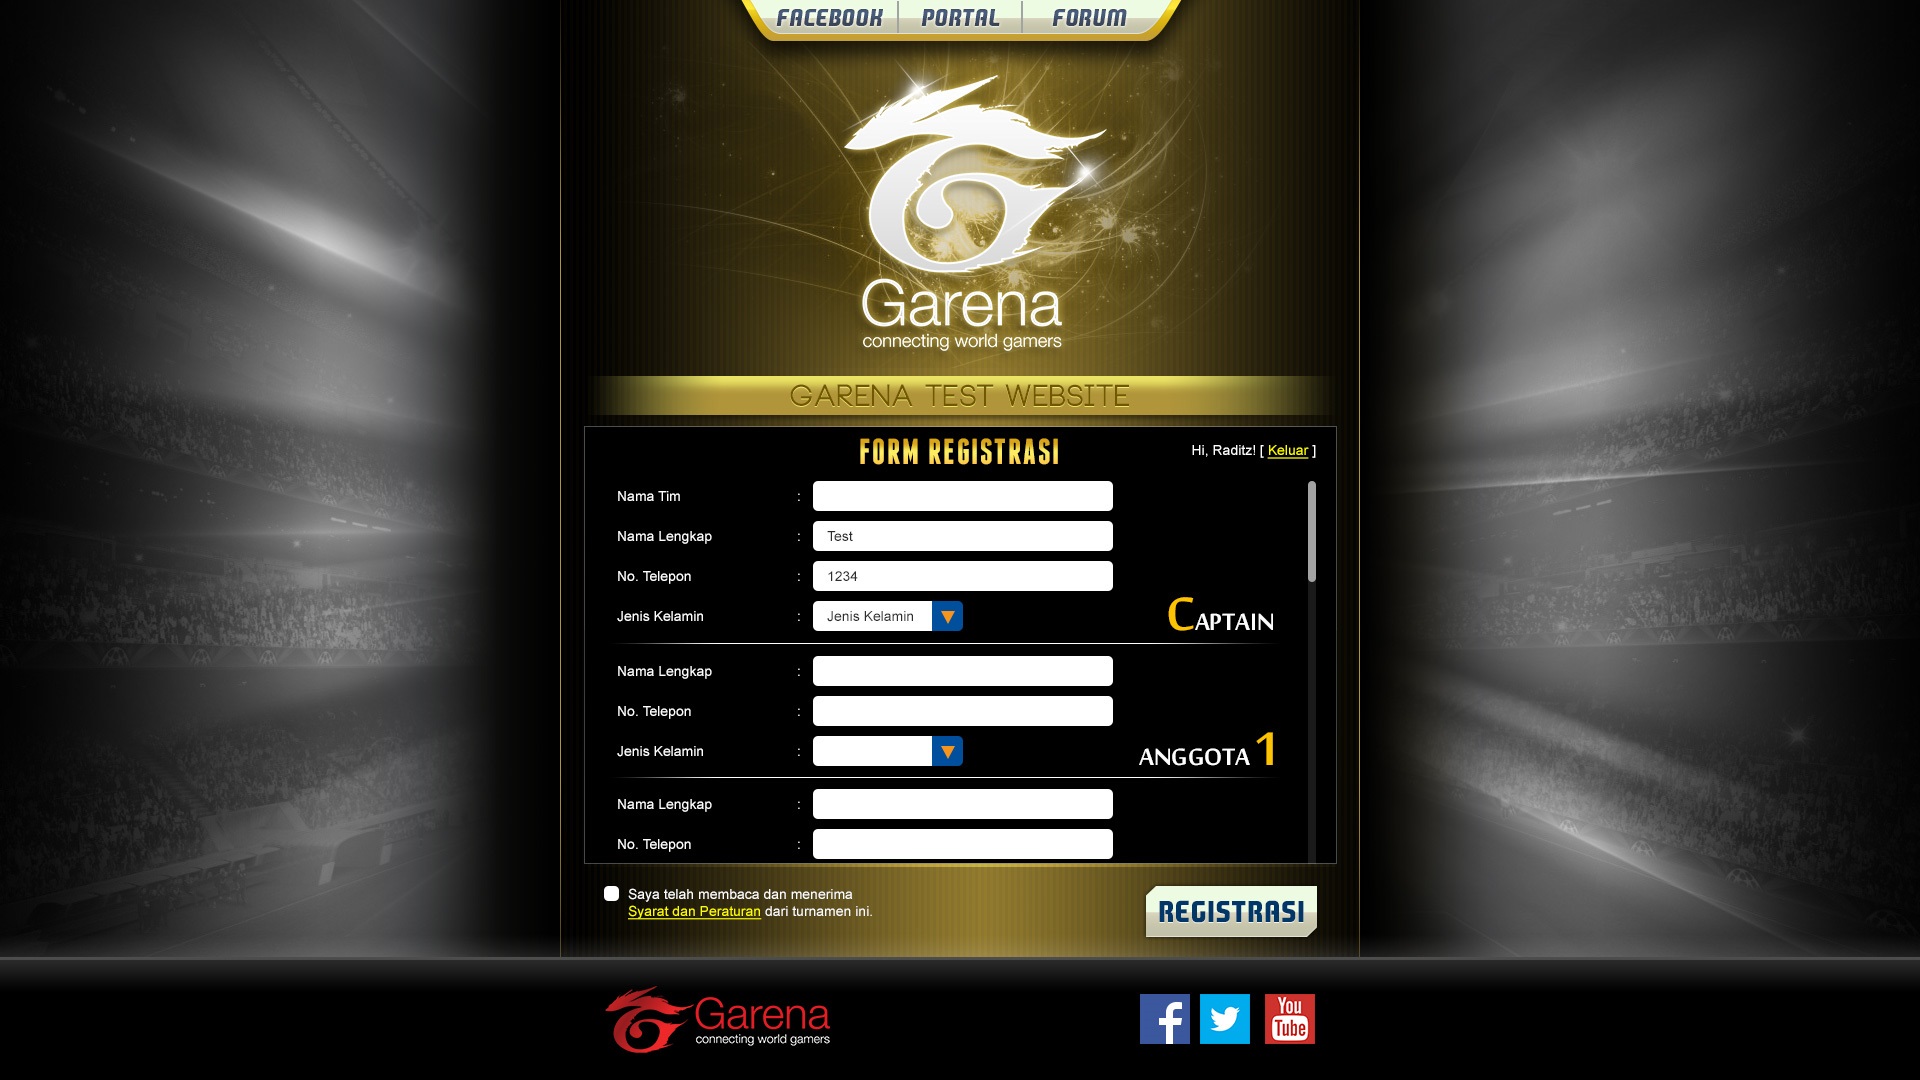 FACEBOOK PORTAL FORUM
Garena
connecting world gamers
GARENA TEST WEBSITE
FORM REGISTRASI
Hi, Raditz! [ Keluar ]
Nama Tim :
Nama Lengkap : Test
No. Telepon : 1234
Jenis Kelamin : Jenis Kelamin
CAPTAIN
Nama Lengkap :
No. Telepon :
Jenis Kelamin :
ANGGOTA 1
Nama Lengkap :
No. Telepon :
Saya telah membaca dan menerima
Syarat dan Peraturan dari turnamen ini.
REGISTRASI
Garena
connecting world gamers
f
You
Tube